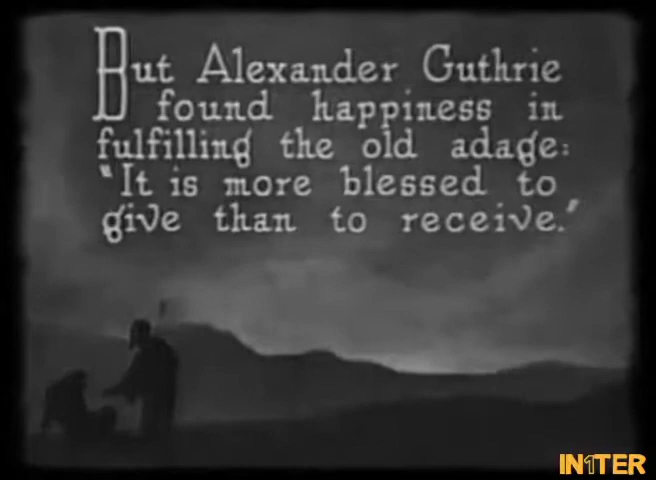 But Alexander Guthrie
found happiness in
fulfilling the old adage:
"It is more blessed to
give than to receive."
IN1TER